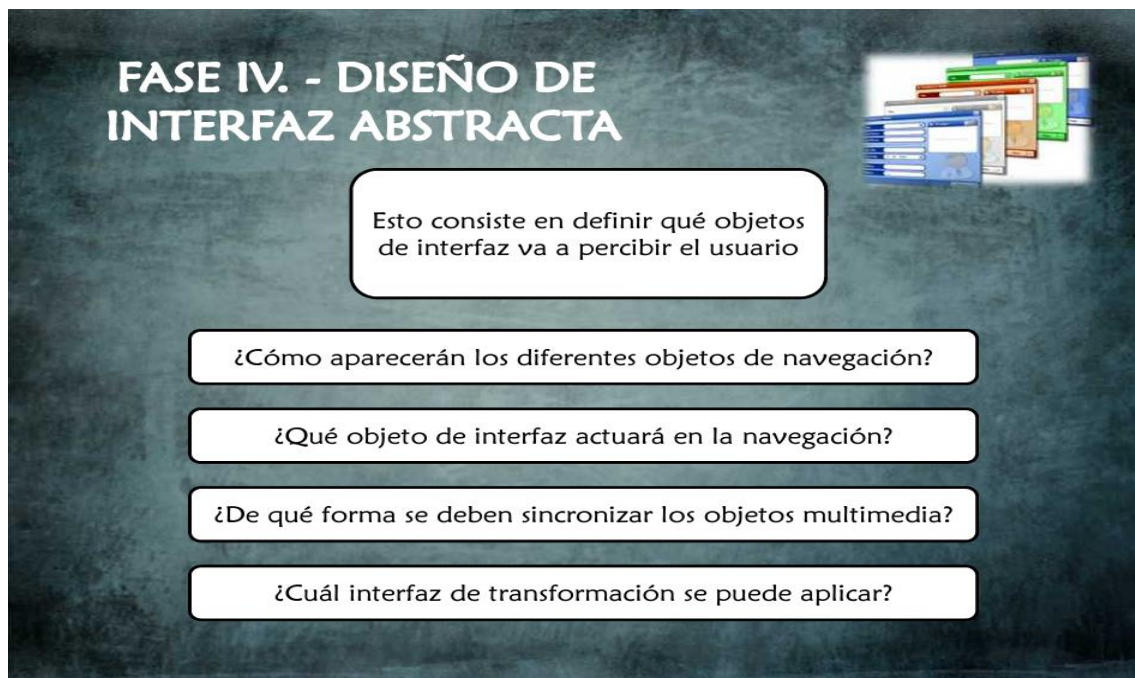 FASE IV. - DISEÑO DE
INTERFAZ ABSTRACTA
Esto consiste en definir qué objetos
de interfaz va a percibir el usuario
¿Cómo aparecerán los diferentes objetos de navegación?
¿Qué objeto de interfaz actuará en la navegación?
¿De qué forma se deben sincronizar los objetos multimedia?
¿Cuál interfaz de transformación se puede aplicar?